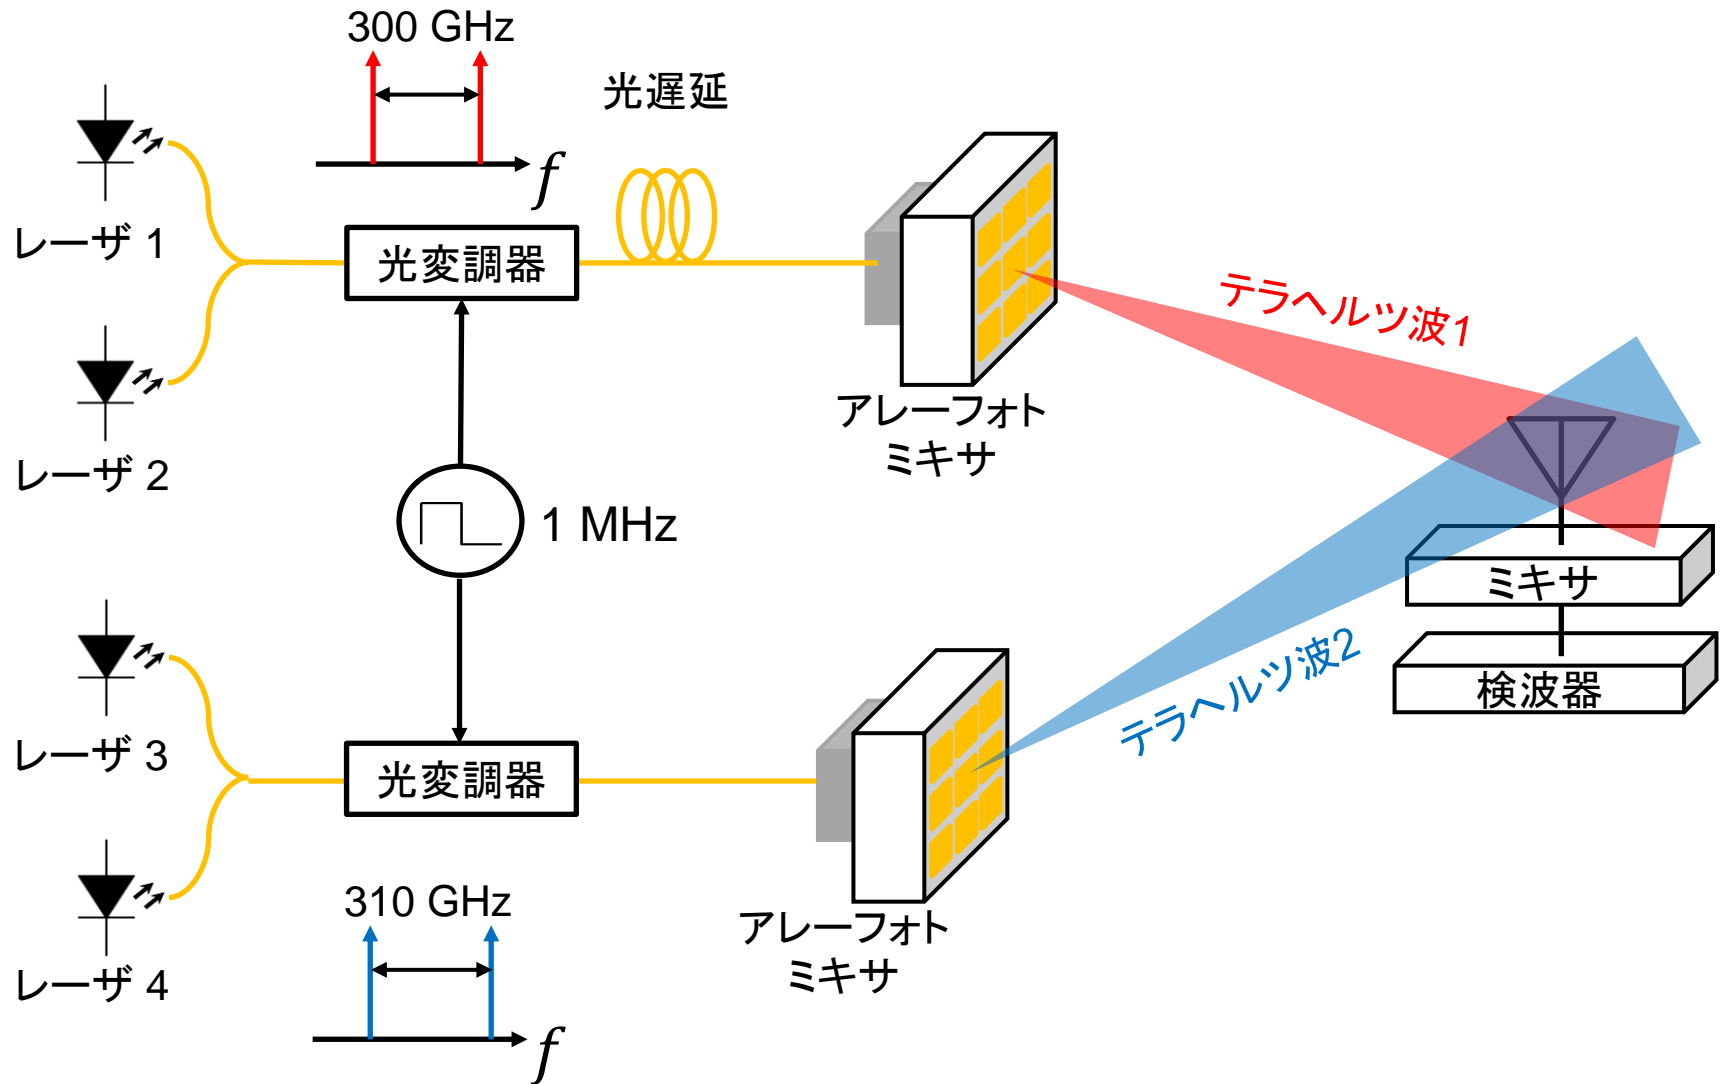 300 GHz
光遅延
f
レーザ 1
光変調器
テラヘルツ波1
アレーフォト
ミキサ
レーザ 2
1 MHz
ミキサ
検波器
テラヘルツ波2
レーザ 3
光変調器
310 GHz
アレーフォト
ミキサ
レーザ 4
f